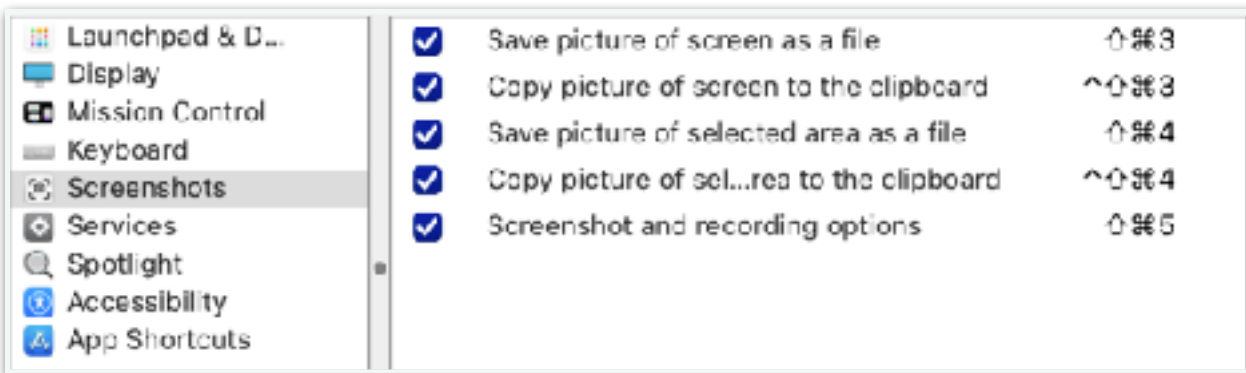 Launchpad & D...
Display
Mission Control
Keyboard
Screenshots
Services
Spotlight
Accessibility
App Shortcuts
Save picture of screen as a file ⇧⌘3
Copy picture of screen to the clipboard ^⇧⌘3
Save picture of selected area as a file ⇧⌘4
Copy picture of sel...rea to the clipboard ^⇧⌘4
Screenshot and recording options ⇧⌘5